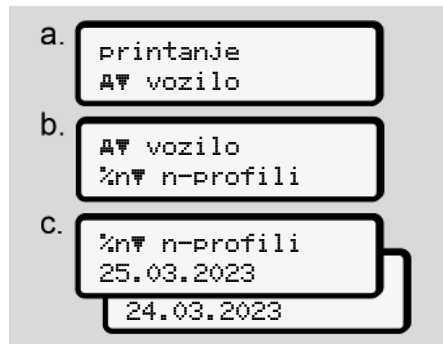 a.
printanje
A▼ vozilo
b.
A▼ vozilo
%n▼ n-profili
c.
%n▼ n-profili
25.03.2023
24.03.2023